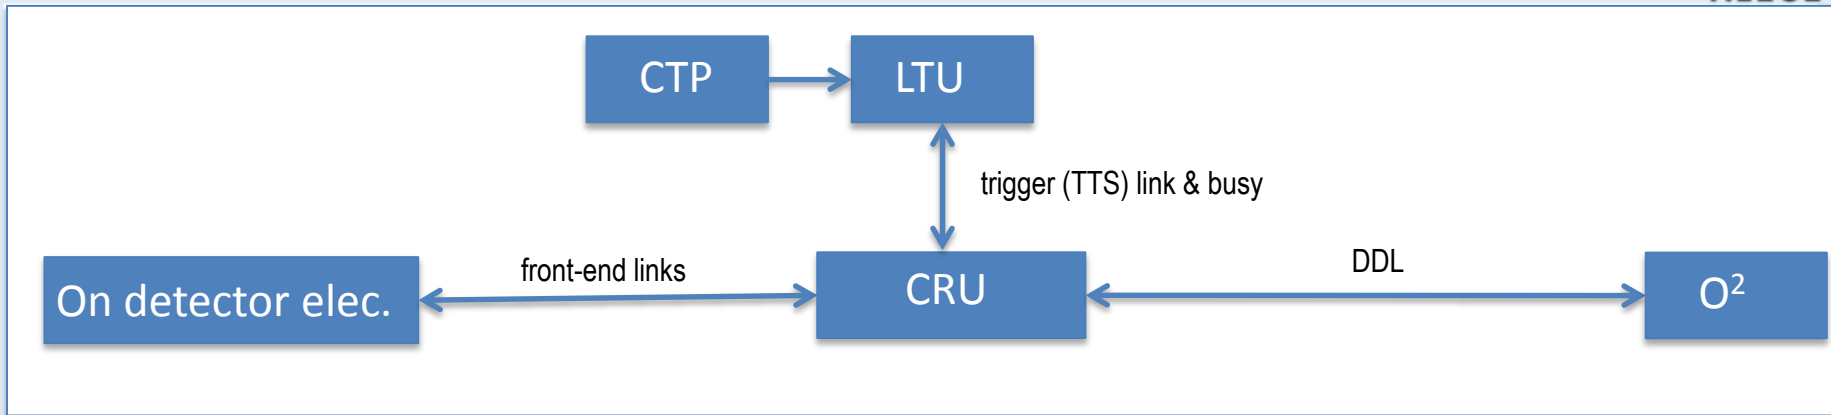 CTP
LTU
trigger (TTS) link & busy
On detector elec.
front-end links
CRU
DDL
O²